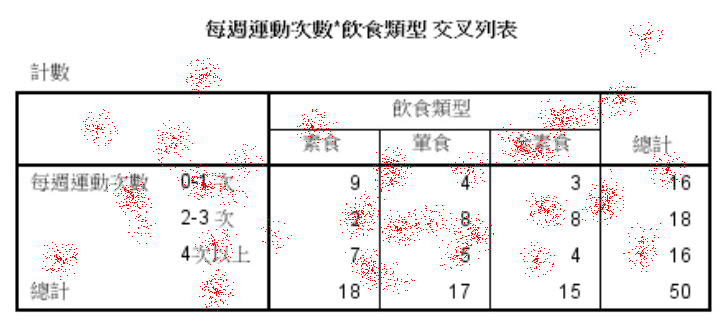 每週運動次數*飲食類型 交叉列表
計數
飲食類型
素食 葷食 素食 總計
每週運動次數 0-1 次 9 4 3 16
2-3 次 2 8 8 18
4次以上 7 5 4 16
總計 18 17 15 50